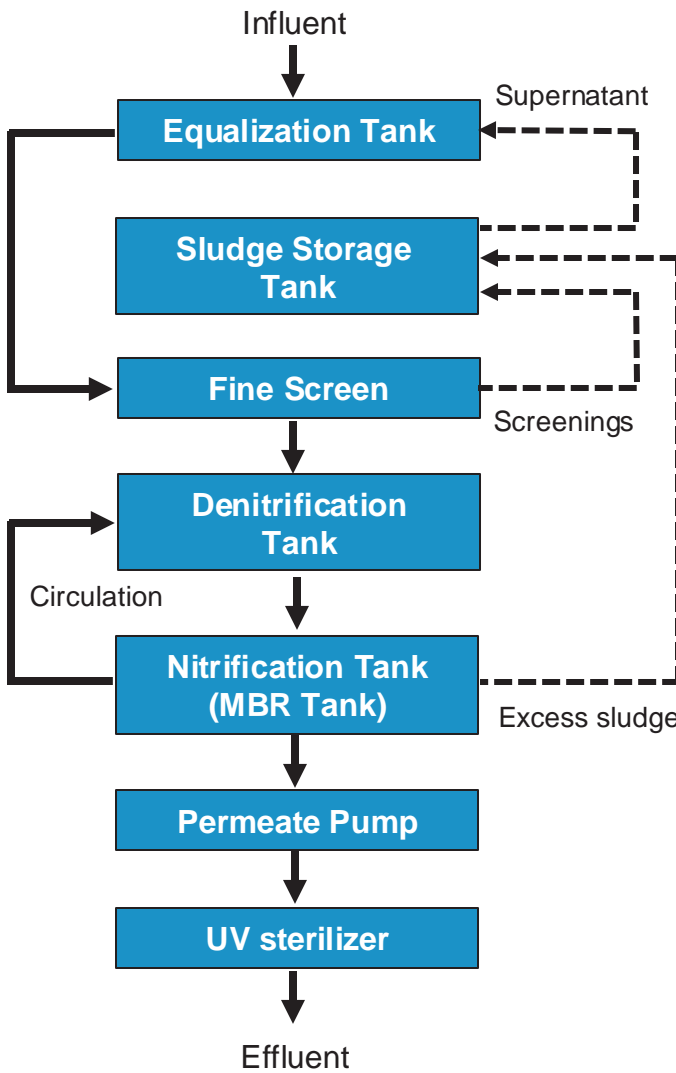 Influent
Supernatant
Equalization Tank
Sludge Storage
Tank
Fine Screen
Screenings
Denitrification
Tank
Circulation
Nitrification Tank
(MBR Tank)
Excess sludge
Permeate Pump
UV sterilizer
Effluent